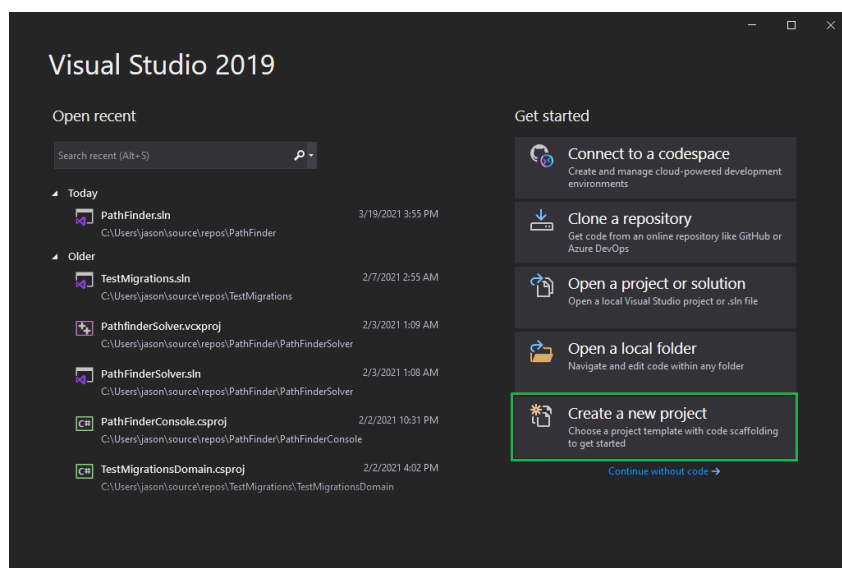 Visual Studio 2019
Open recent
Search recent (Alt+S)
Today
PathFinder.sln 3/19/2021 3:55 PM
C:\Users\jason\source\repos\PathFinder
Older
TestMigrations.sln 2/7/2021 2:55 AM
C:\Users\jason\source\repos\TestMigrations
PathfinderSolver.vcxproj 2/3/2021 1:09 AM
C:\Users\jason\source\repos\PathFinder\PathFinderSolver
PathFinderSolver.sln 2/3/2021 1:08 AM
C:\Users\jason\source\repos\PathFinder\PathFinderSolver
C# PathFinderConsole.csproj 2/2/2021 10:31 PM
C:\Users\jason\source\repos\PathFinder\PathFinderConsole
C# TestMigrationsDomain.csproj 2/2/2021 4:02 PM
C:\Users\jason\source\repos\TestMigrations\TestMigrationsDomain
Get started
Connect to a codespace
Create and manage cloud-powered development
environments
Clone a repository
Get code from an online repository like GitHub or
Azure DevOps
Open a project or solution
Open a local Visual Studio project or .sln file
Open a local folder
Navigate and edit code within any folder
Create a new project
Choose a project template with code scaffolding
to get started
Continue without code →